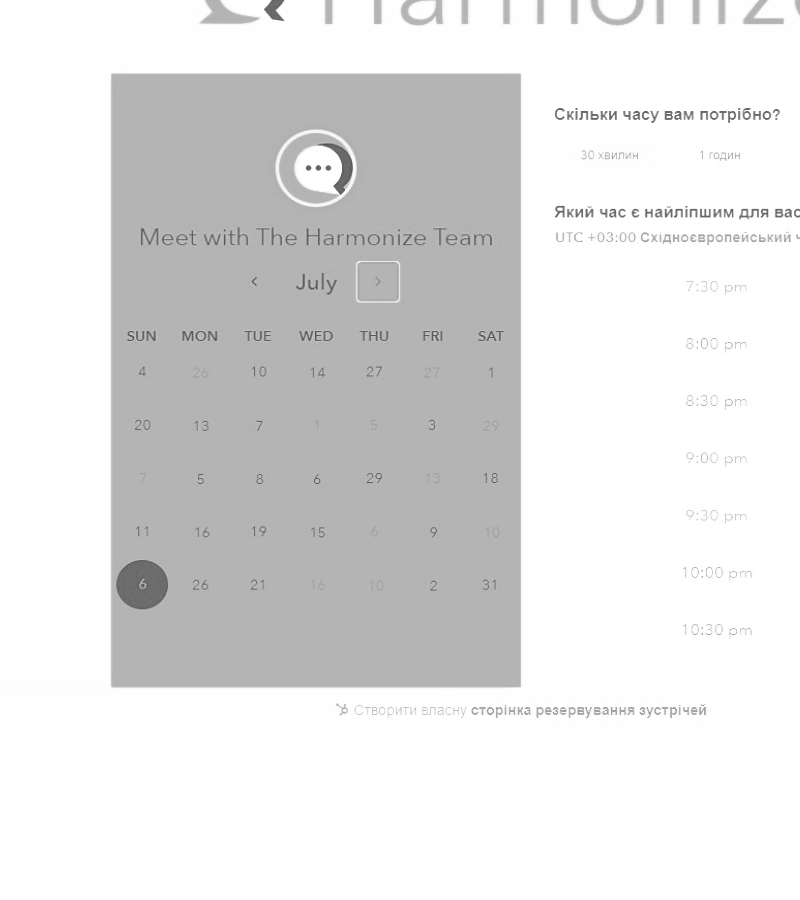 Harmonize
Meet with The Harmonize Team
July
SUN MON TUE WED THU FRI SAT
4 26 10 14 27 27 1
20 13 7 1 5 3 29
7 5 8 6 29 13 18
11 16 19 15 6 9 10
6 26 21 16 10 2 31
Скільки часу вам потрібно?
30 хвилин 1 годин
Який час є найліпшим для вас
UTC +03:00 Східноєвропейський ч
7:30 pm
8:00 pm
8:30 pm
9:00 pm
9:30 pm
10:00 pm
10:30 pm
Створити власну сторінка резервування зустрічей